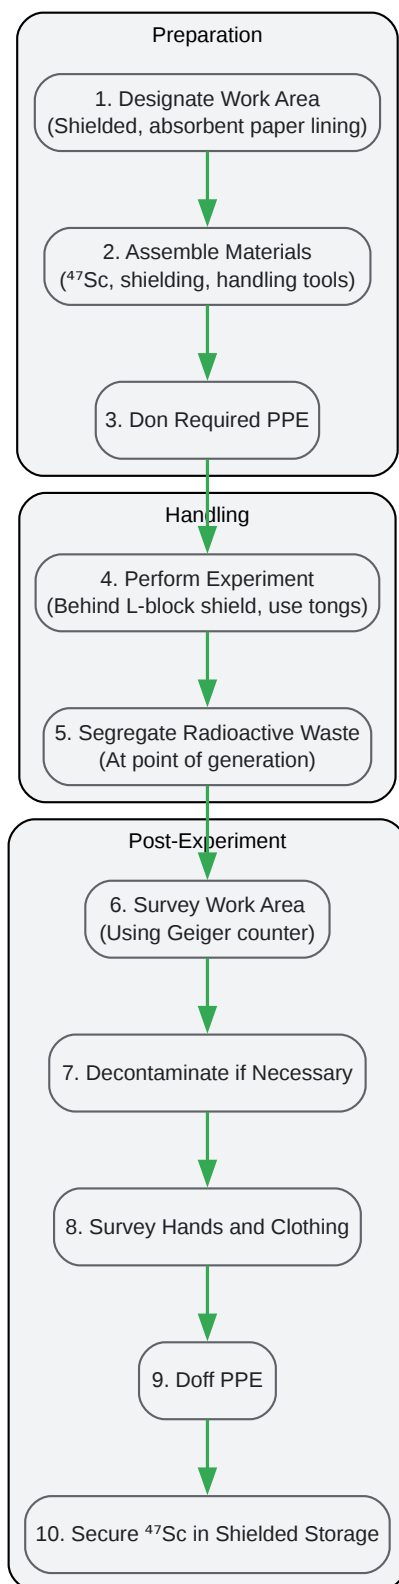 Preparation
1. Designate Work Area
(Shielded, absorbent paper lining)
2. Assemble Materials
(⁴⁷Sc, shielding, handling tools)
3. Don Required PPE
Handling
4. Perform Experiment
(Behind L-block shield, use tongs)
5. Segregate Radioactive Waste
(At point of generation)
Post-Experiment
6. Survey Work Area
(Using Geiger counter)
7. Decontaminate if Necessary
8. Survey Hands and Clothing
9. Doff PPE
10. Secure ⁴⁷Sc in Shielded Storage